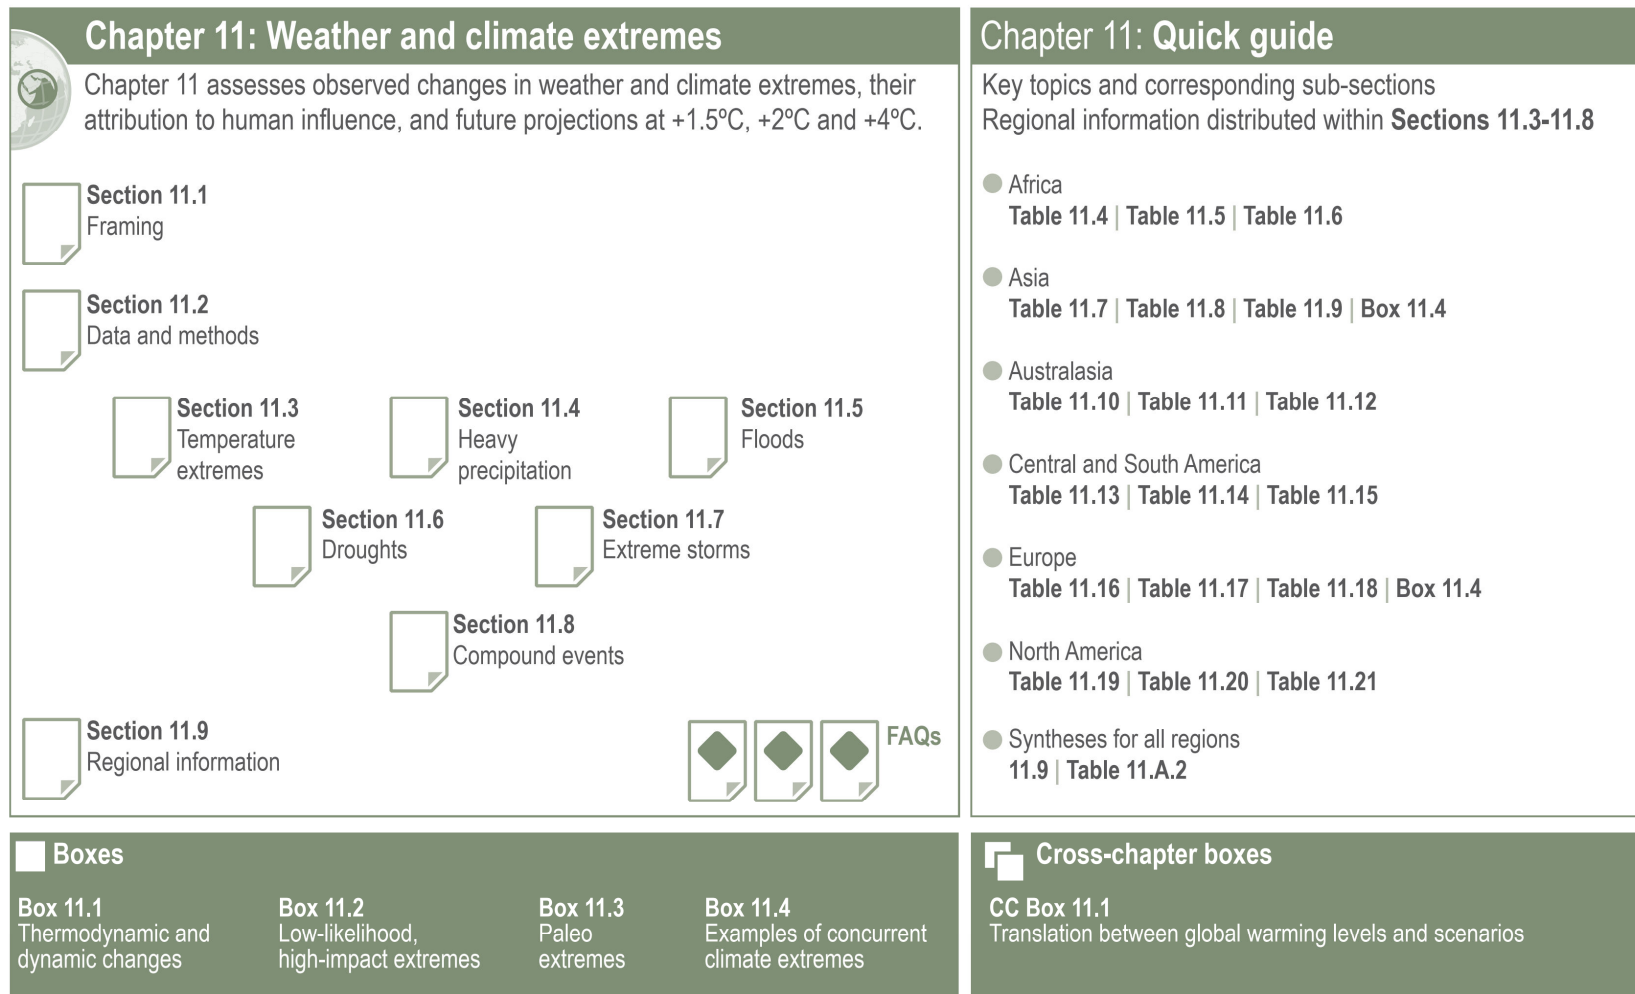 Chapter 11: Weather and climate extremes
Chapter 11 assesses observed changes in weather and climate extremes, their
attribution to human influence, and future projections at +1.5ºC, +2ºC and +4ºC.
Section 11.1
Framing
Section 11.2
Data and methods
Section 11.3
Temperature
extremes
Section 11.4
Heavy
precipitation
Section 11.5
Floods
Section 11.6
Droughts
Section 11.7
Extreme storms
Section 11.8
Compound events
Section 11.9
Regional information
FAQs
Chapter 11: Quick guide
Key topics and corresponding sub-sections
Regional information distributed within Sections 11.3-11.8
Africa
Table 11.4 | Table 11.5 | Table 11.6
Asia
Table 11.7 | Table 11.8 | Table 11.9 | Box 11.4
Australasia
Table 11.10 | Table 11.11 | Table 11.12
Central and South America
Table 11.13 | Table 11.14 | Table 11.15
Europe
Table 11.16 | Table 11.17 | Table 11.18 | Box 11.4
North America
Table 11.19 | Table 11.20 | Table 11.21
Syntheses for all regions
11.9 | Table 11.A.2
Boxes
Box 11.1
Thermodynamic and
dynamic changes
Box 11.2
Low-likelihood,
high-impact extremes
Box 11.3
Paleo
extremes
Box 11.4
Examples of concurrent
climate extremes
Cross-chapter boxes
CC Box 11.1
Translation between global warming levels and scenarios